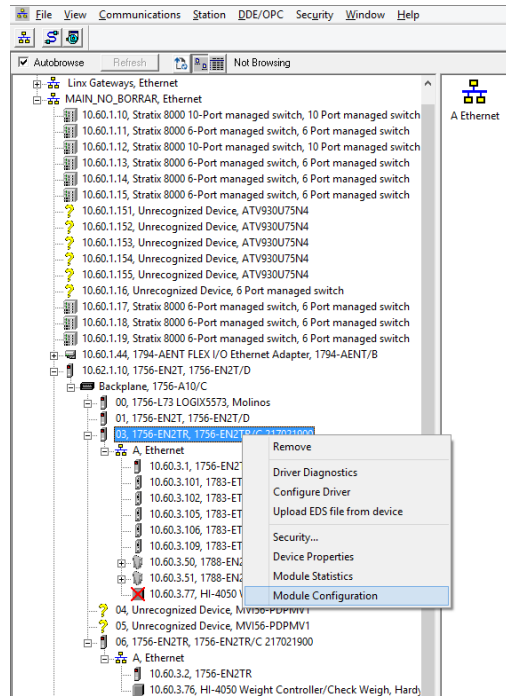 File View Communications Station DDE/OPC Security Window Help
Autobrowse Refresh Not Browsing
Linx Gateways, Ethernet
MAIN_NO_BORRAR, Ethernet
10.60.1.10, Stratix 8000 10-Port managed switch, 10 Port managed switch
10.60.1.11, Stratix 8000 6-Port managed switch, 6 Port managed switch
10.60.1.12, Stratix 8000 10-Port managed switch, 10 Port managed switch
10.60.1.13, Stratix 8000 6-Port managed switch, 6 Port managed switch
10.60.1.14, Stratix 8000 6-Port managed switch, 6 Port managed switch
10.60.1.15, Stratix 8000 6-Port managed switch, 6 Port managed switch
10.60.1.151, Unrecognized Device, ATV930U75N4
10.60.1.152, Unrecognized Device, ATV930U75N4
10.60.1.153, Unrecognized Device, ATV930U75N4
10.60.1.154, Unrecognized Device, ATV930U75N4
10.60.1.155, Unrecognized Device, ATV930U75N4
10.60.1.16, Unrecognized Device, 6 Port managed switch
10.60.1.17, Stratix 8000 6-Port managed switch, 6 Port managed switch
10.60.1.18, Stratix 8000 6-Port managed switch, 6 Port managed switch
10.60.1.19, Stratix 8000 6-Port managed switch, 6 Port managed switch
10.60.1.44, 1794-AENT FLEX I/O Ethernet Adapter, 1794-AENT/B
10.62.1.10, 1756-EN2T, 1756-EN2T/D
Backplane, 1756-A10/C
00, 1756-L73 LOGIX5573, Molinos
01, 1756-EN2T, 1756-EN2T/D
03, 1756-EN2TR, 1756-EN2TR/C 217021900
A, Ethernet
10.60.3.1, 1756-EN2T
10.60.3.101, 1783-ET
10.60.3.102, 1783-ET
10.60.3.105, 1783-ET
10.60.3.106, 1783-ET
10.60.3.109, 1783-ET
10.60.3.50, 1788-EN2
10.60.3.51, 1788-EN2
10.60.3.77, HI-4050 W
04, Unrecognized Device, MVI56-PDPMV1
05, Unrecognized Device, MVI56-PDPMV1
06, 1756-EN2TR, 1756-EN2TR/C 217021900
A, Ethernet
10.60.3.2, 1756-EN2TR
10.60.3.76, HI-4050 Weight Controller/Check Weigh, Hardy
Remove
Driver Diagnostics
Configure Driver
Upload EDS file from device
Security...
Device Properties
Module Statistics
Module Configuration
A Ethernet